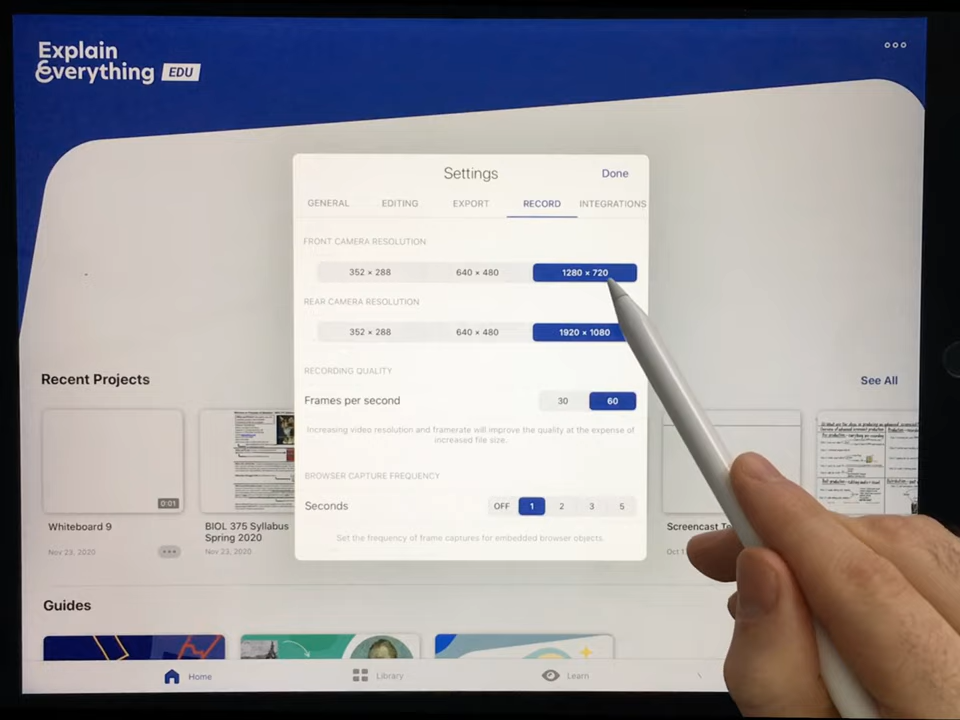 Explain
Everything EDU
Settings
Done
GENERAL
EDITING
EXPORT
RECORD
INTEGRATIONS
FRONT CAMERA RESOLUTION
352 × 288
640 × 480
1280 × 720
REAR CAMERA RESOLUTION
352 × 288
640 × 480
1920 × 1080
RECORDING QUALITY
Frames per second
30
60
Increasing video resolution and framerate will improve the quality at the expense of
increased file size.
BROWSER CAPTURE FREQUENCY
Seconds
OFF
1
2
3
5
Set the frequency of frame captures for embedded browser objects.
Recent Projects
See All
0:01
Whiteboard 9
Nov 23, 2020
BIOL 375 Syllabus
Spring 2020
Nov 23, 2020
Screencast
Guides
Home
Library
Learn